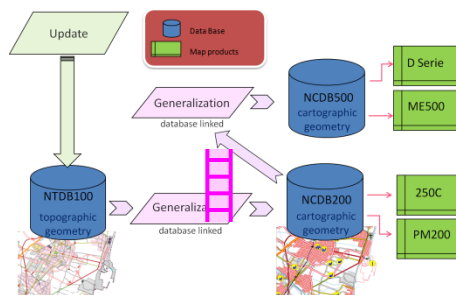 Update
Data Base
Map products
D Serie
ME500
Generalization
database linked
NCDB500
cartographic
geometry
NTDB100
topographic
geometry
Generaliza
database linked
NCDB200
cartographic
geometry
250C
PM200